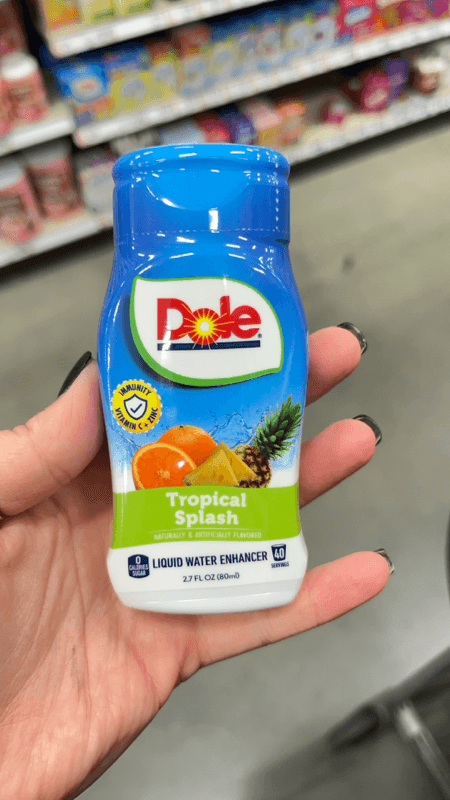 Dole
IMMUNITY
VITAMIN C + ZINC
Tropical
Splash
NATURALLY & ARTIFICIALLY FLAVORED
0
CALORIES
SUGAR
LIQUID WATER ENHANCER
40
SERVINGS
2.7 FL OZ (80ml)